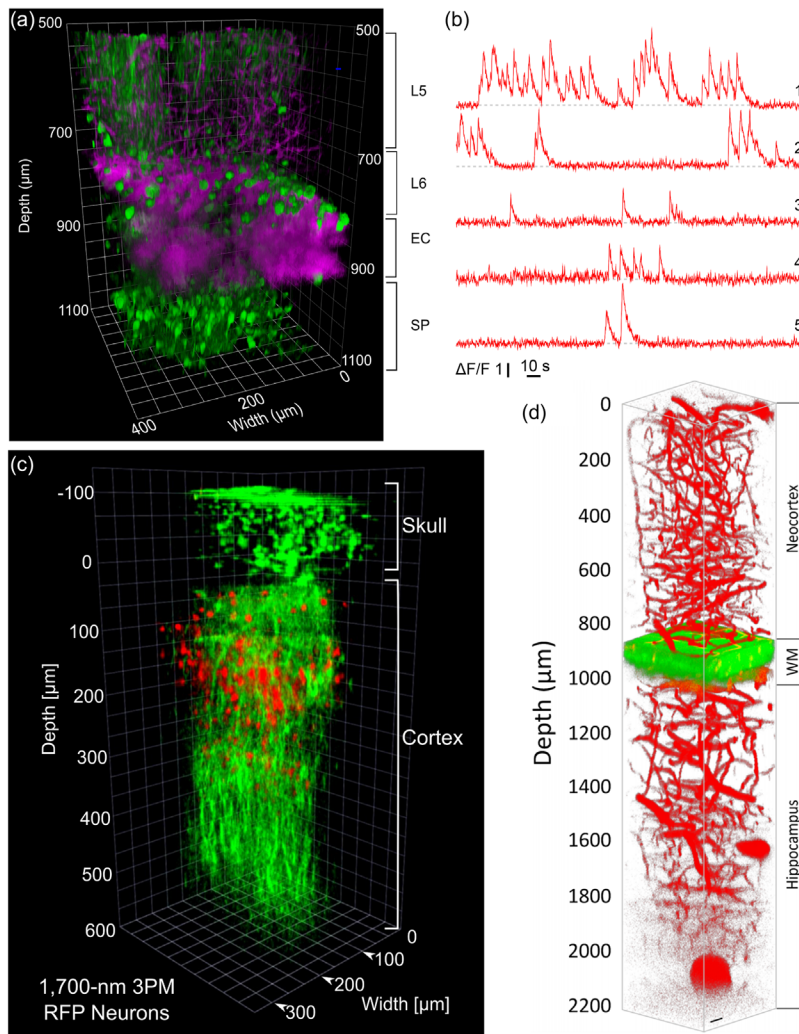 (a)
500
700
900
1100
Depth (µm)
400
200
0
Width (µm)
500
700
900
1100
L5
L6
EC
SP
(b)
1
2
3
4
5
ΔF/F 1
10 s
(c)
-100
0
100
200
300
400
500
600
Depth [µm]
Skull
Cortex
0
100
200
300
Width [µm]
1,700-nm 3PM
RFP Neurons
(d)
0
200
400
600
800
1000
1200
1400
1600
1800
2000
2200
Depth (µm)
Neocortex
WM
Hippocampus